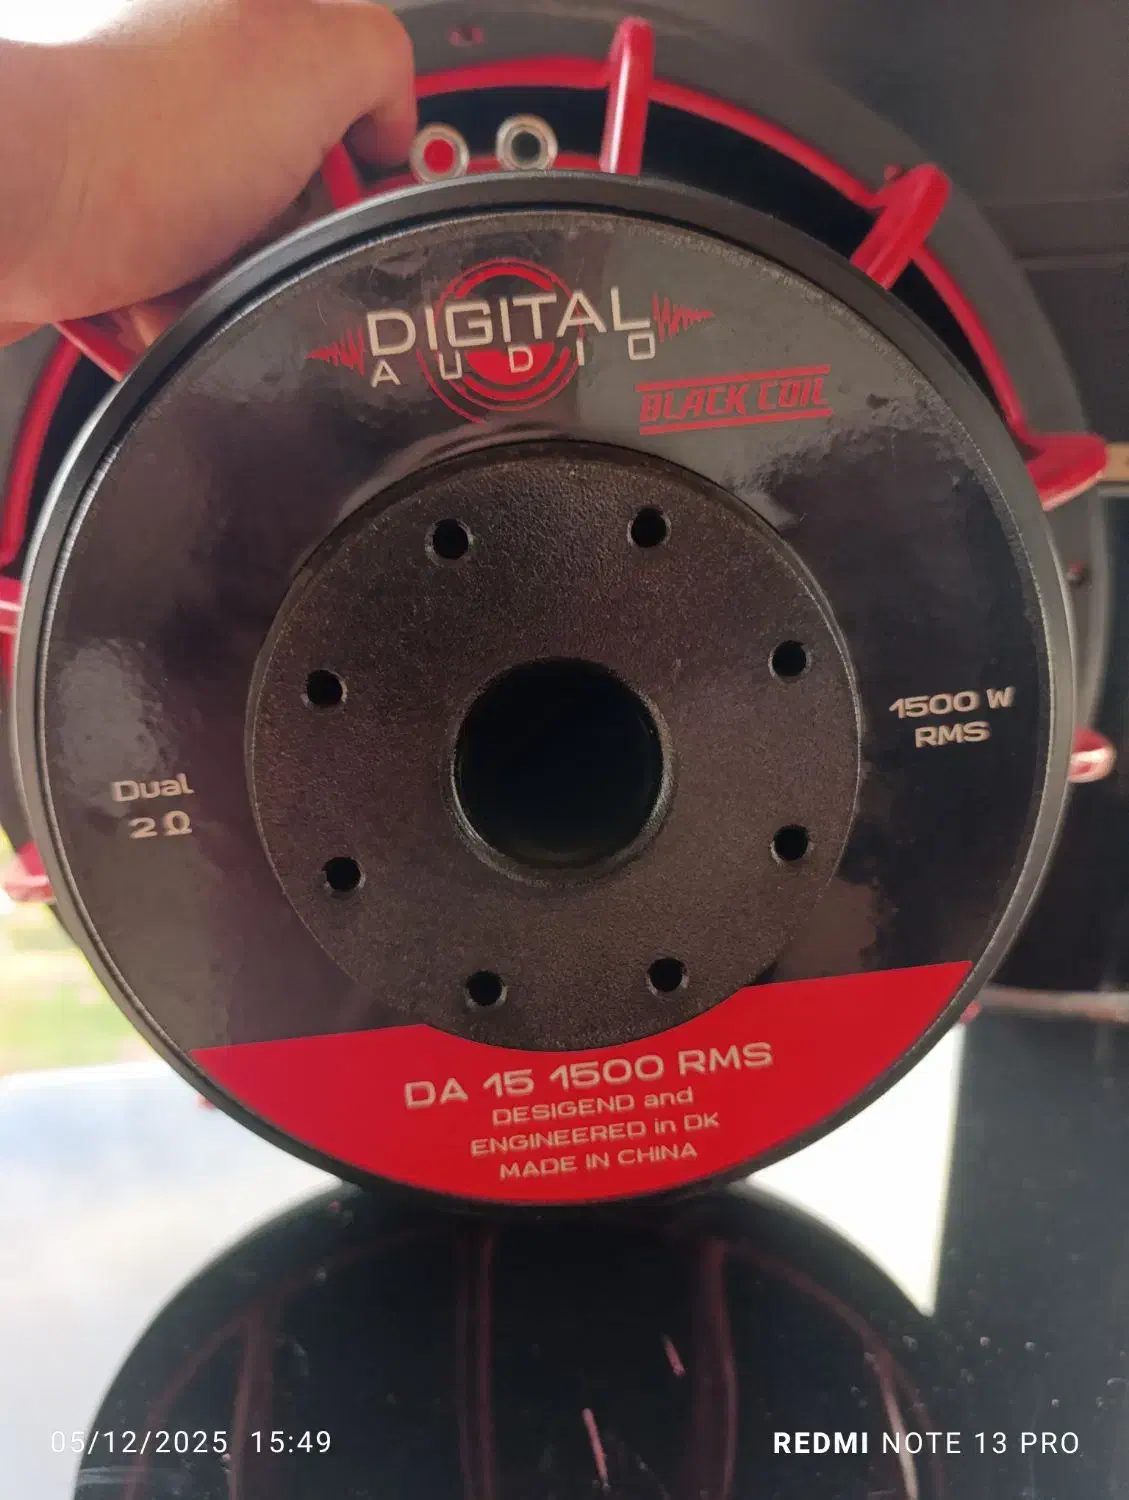 DIGITAL
AUDIO
BLACK COIL
1500 W
RMS
Dual
2 Ω
DA 15 1500 RMS
DESIGEND and
ENGINEERED in DK
MADE IN CHINA
05/12/2025 15:49
REDMI NOTE 13 PRO